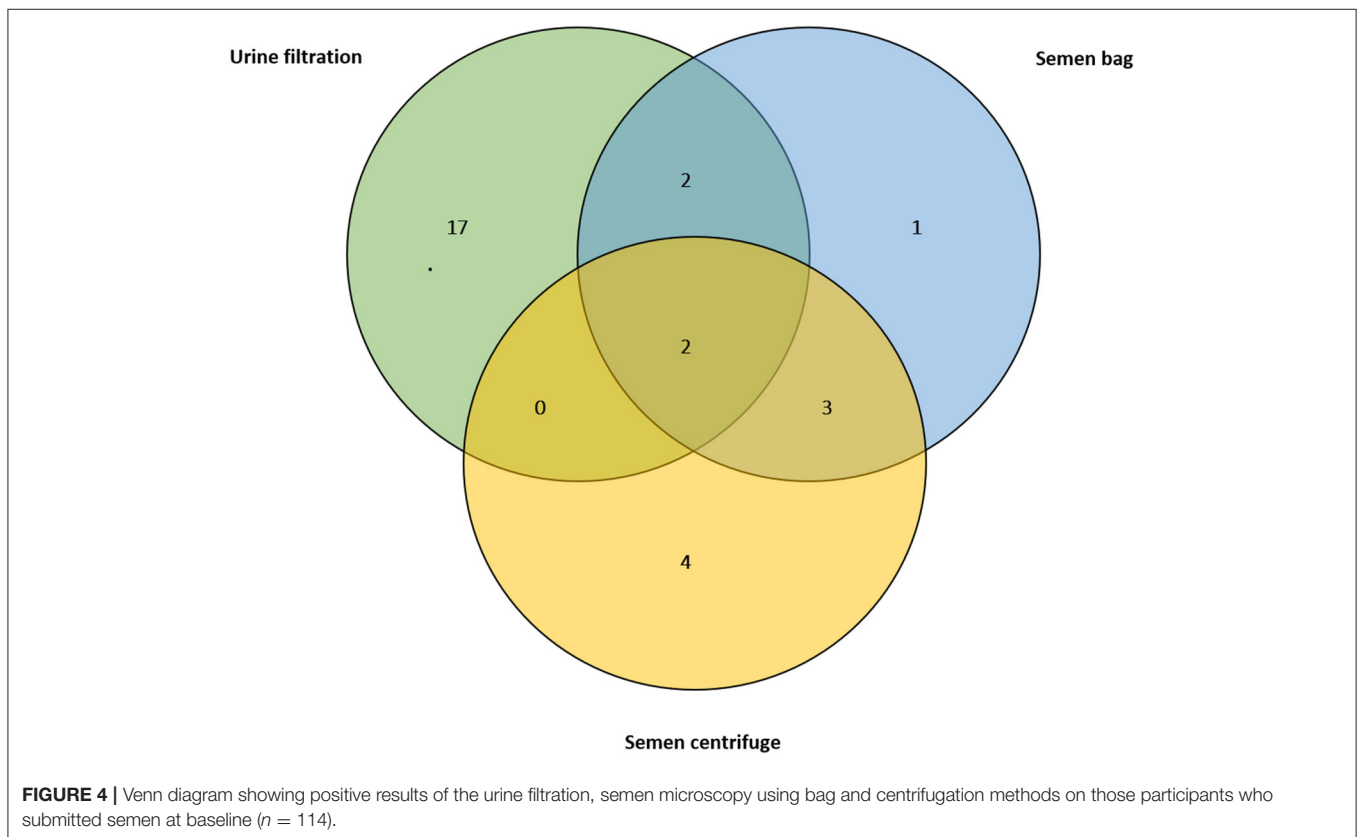 Urine filtration
Semen bag
2
17
1
2
0
3
4
Semen centrifuge
FIGURE 4 | Venn diagram showing positive results of the urine filtration, semen microscopy using bag and centrifugation methods on those participants who
submitted semen at baseline (n = 114).